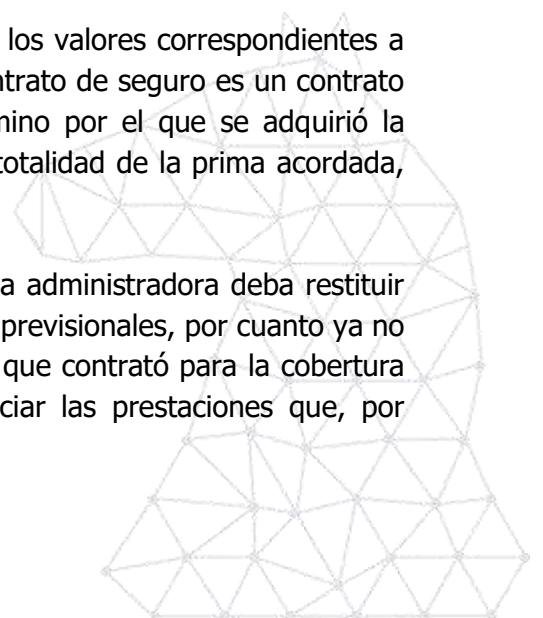 los valores correspondientes a
ntrato de seguro es un contrato
mino por el que se adquirió la
totalidad de la prima acordada,
a administradora deba restituir
previsionales, por cuanto ya no
que contrató para la cobertura
ciar las prestaciones que, por